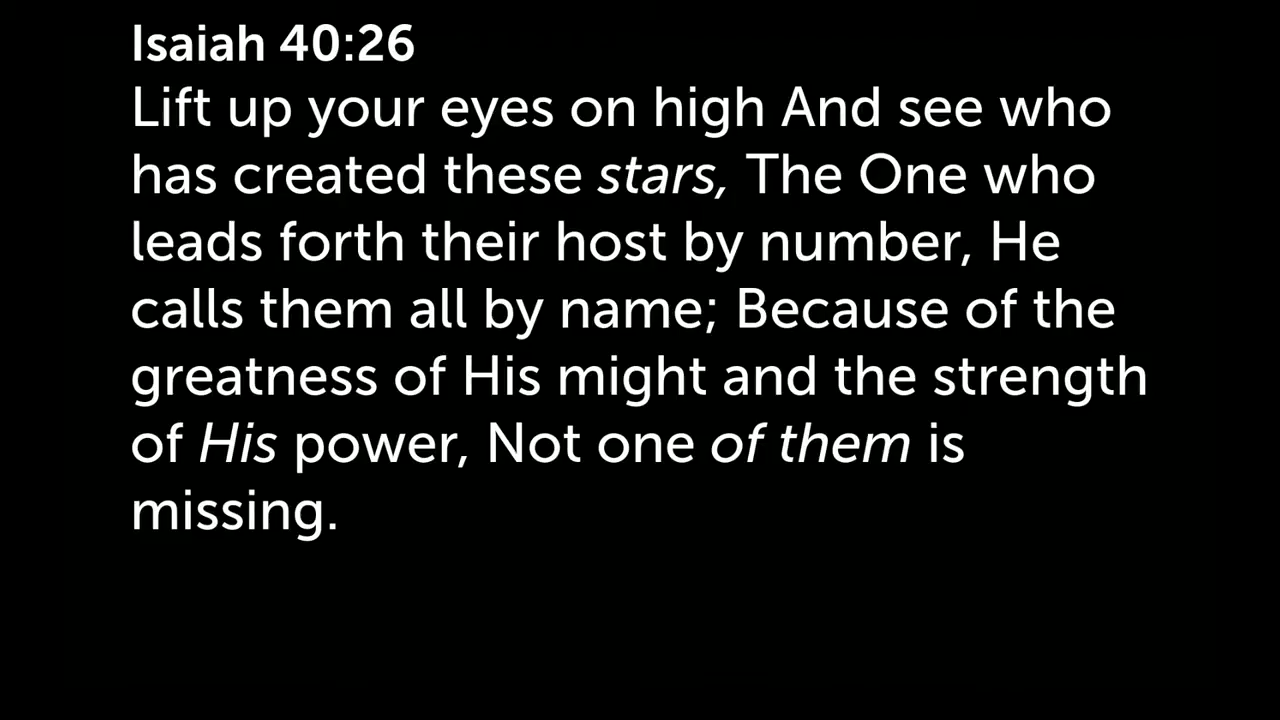 Isaiah 40:26
Lift up your eyes on high And see who
has created these stars, The One who
leads forth their host by number, He
calls them all by name; Because of the
greatness of His might and the strength
of His power, Not one of them is
missing.